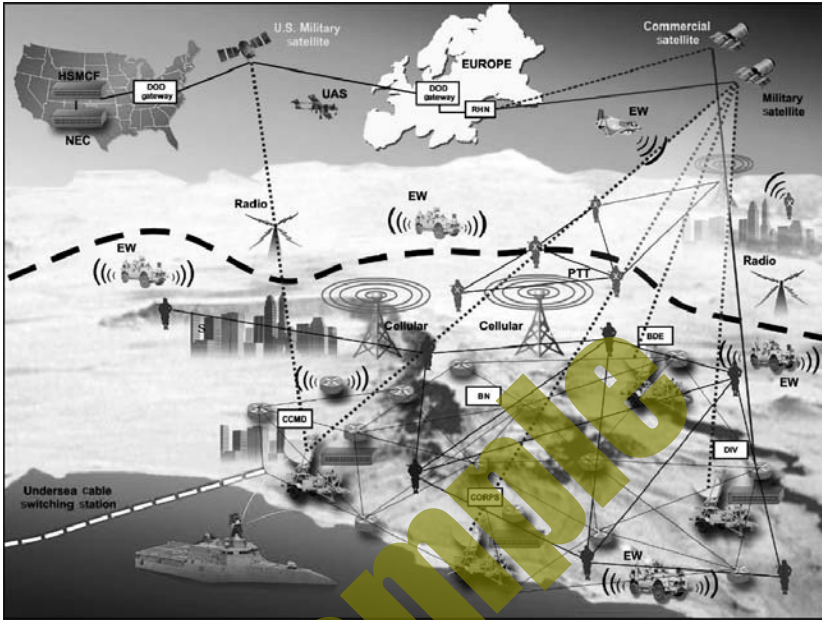 U.S. Military
satellite
Commercial
satellite
HSMCF
DOD
gateway
NEC
UAS
EUROPE
DOD
gateway
RHN
EW
Military
satellite
EW
Radio
EW
PTT
Radio
S
Cellular
Cellular
BDE
EW
BN
CCMD
DIV
CORPS
Undersea cable
switching station
EW
mple